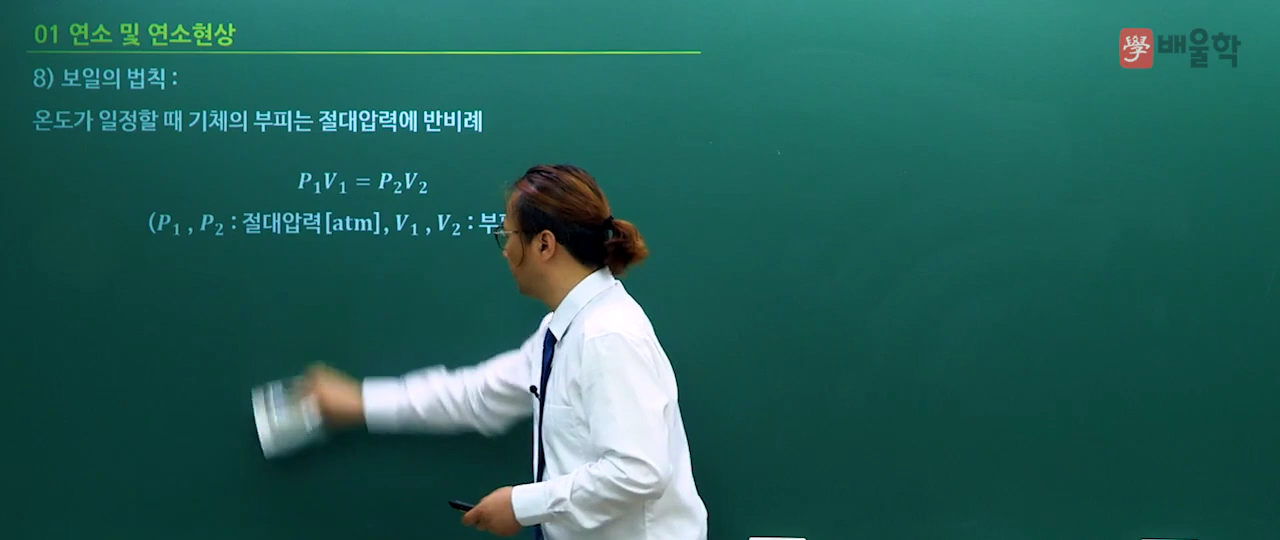 01 연소 및 연소현상
學 배울학
8) 보일의 법칙 :
온도가 일정할 때 기체의 부피는 절대압력에 반비례
P₁V₁ = P₂V₂
(P₁ , P₂ : 절대압력[atm], V₁ , V₂ :